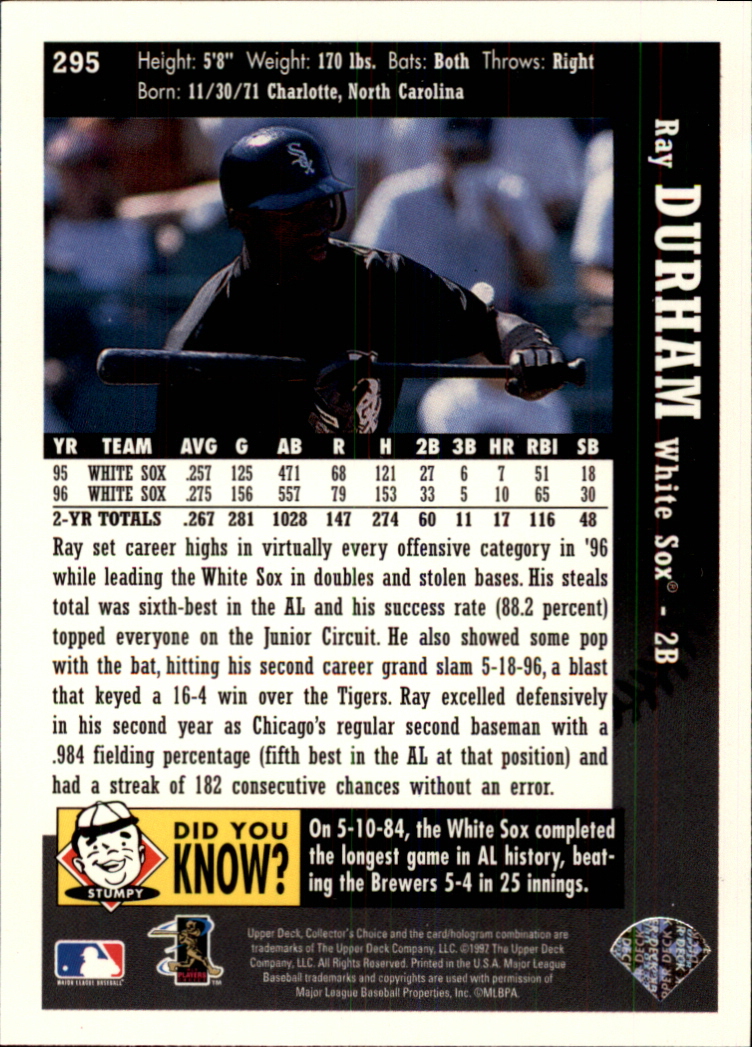 295
Height: 5'8" Weight: 170 lbs. Bats: Both Throws: Right
Born: 11/30/71 Charlotte, North Carolina
Ray DURHAM White Sox® - 2B
Sox
YR TEAM AVG G AB R H 2B 3B HR RBI SB
95 WHITE SOX .257 125 471 68 121 27 6 7 51 18
96 WHITE SOX .275 156 557 79 153 33 5 10 65 30
2-YR TOTALS .267 281 1028 147 274 60 11 17 116 48
Ray set career highs in virtually every offensive category in '96
while leading the White Sox in doubles and stolen bases. His steals
total was sixth-best in the AL and his success rate (88.2 percent)
topped everyone on the Junior Circuit. He also showed some pop
with the bat, hitting his second career grand slam 5-18-96, a blast
that keyed a 16-4 win over the Tigers. Ray excelled defensively
in his second year as Chicago's regular second baseman with a
.984 fielding percentage (fifth best in the AL at that position) and
had a streak of 182 consecutive chances without an error.
STUMPY
DID YOU
KNOW?
On 5-10-84, the White Sox completed
the longest game in AL history, beat-
ing the Brewers 5-4 in 25 innings.
MAJOR LEAGUE BASEBALL
PLAYERS
Upper Deck, Collector's Choice and the card/hologram combination are
trademarks of The Upper Deck Company, LLC. ©1997 The Upper Deck
Company, LLC. All Rights Reserved. Printed in the U.S.A. Major League
Baseball trademarks and copyrights are used with permission of
Major League Baseball Properties, Inc. ©MLBPA.